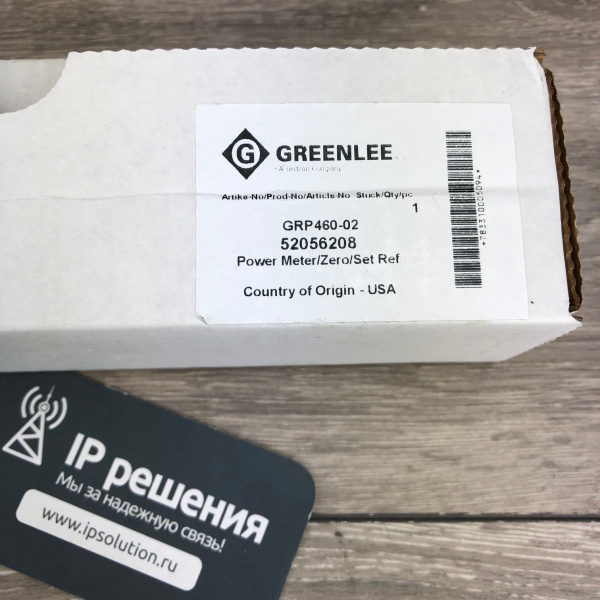 G GREENLEE
A Textron Company
Artike-No/Prod-No/Article-No Stuck/Qty/pc
1
GRP460-02
52056208
Power Meter/Zero/Set Ref
Country of Origin - USA
*783310005094*
IP решения
Мы за надежную связь!
www.ipsolution.ru